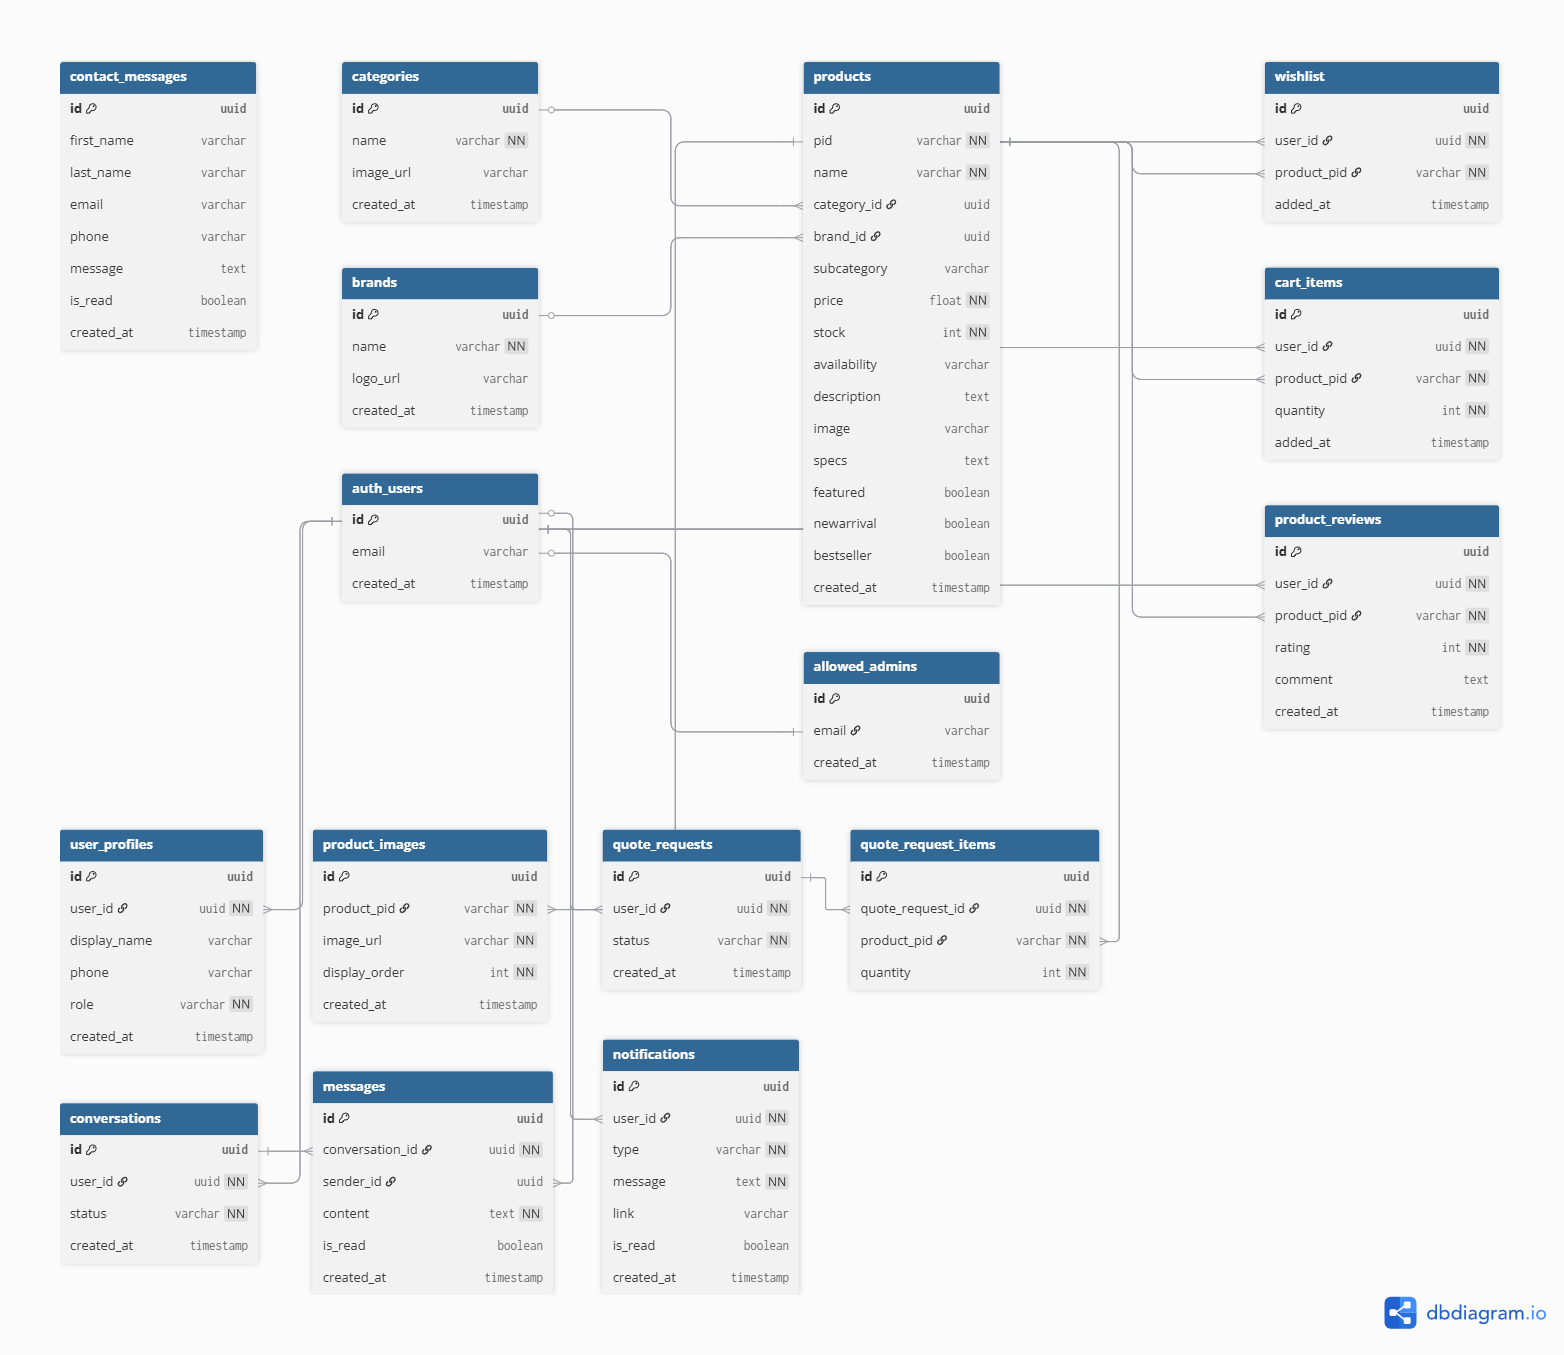 contact_messages
id uuid
first_name varchar
last_name varchar
email varchar
phone varchar
message text
is_read boolean
created_at timestamp
categories
id uuid
name varchar NN
image_url varchar
created_at timestamp
brands
id uuid
name varchar NN
logo_url varchar
created_at timestamp
auth_users
id uuid
email varchar
created_at timestamp
products
id uuid
pid varchar NN
name varchar NN
category_id uuid
brand_id uuid
subcategory varchar
price float NN
stock int NN
availability varchar
description text
image varchar
specs text
featured boolean
newarrival boolean
bestseller boolean
created_at timestamp
allowed_admins
id uuid
email varchar
created_at timestamp
wishlist
id uuid
user_id uuid NN
product_pid varchar NN
added_at timestamp
cart_items
id uuid
user_id uuid NN
product_pid varchar NN
quantity int NN
added_at timestamp
product_reviews
id uuid
user_id uuid NN
product_pid varchar NN
rating int NN
comment text
created_at timestamp
user_profiles
id uuid
user_id uuid NN
display_name varchar
phone varchar
role varchar NN
created_at timestamp
product_images
id uuid
product_pid varchar NN
image_url varchar NN
display_order int NN
created_at timestamp
quote_requests
id uuid
user_id uuid NN
status varchar NN
created_at timestamp
quote_request_items
id uuid
quote_request_id uuid NN
product_pid varchar NN
quantity int NN
conversations
id uuid
user_id uuid NN
status varchar NN
created_at timestamp
messages
id uuid
conversation_id uuid NN
sender_id uuid
content text NN
is_read boolean
created_at timestamp
notifications
id uuid
user_id uuid NN
type varchar NN
message text NN
link varchar
is_read boolean
created_at timestamp
dbdiagram.io